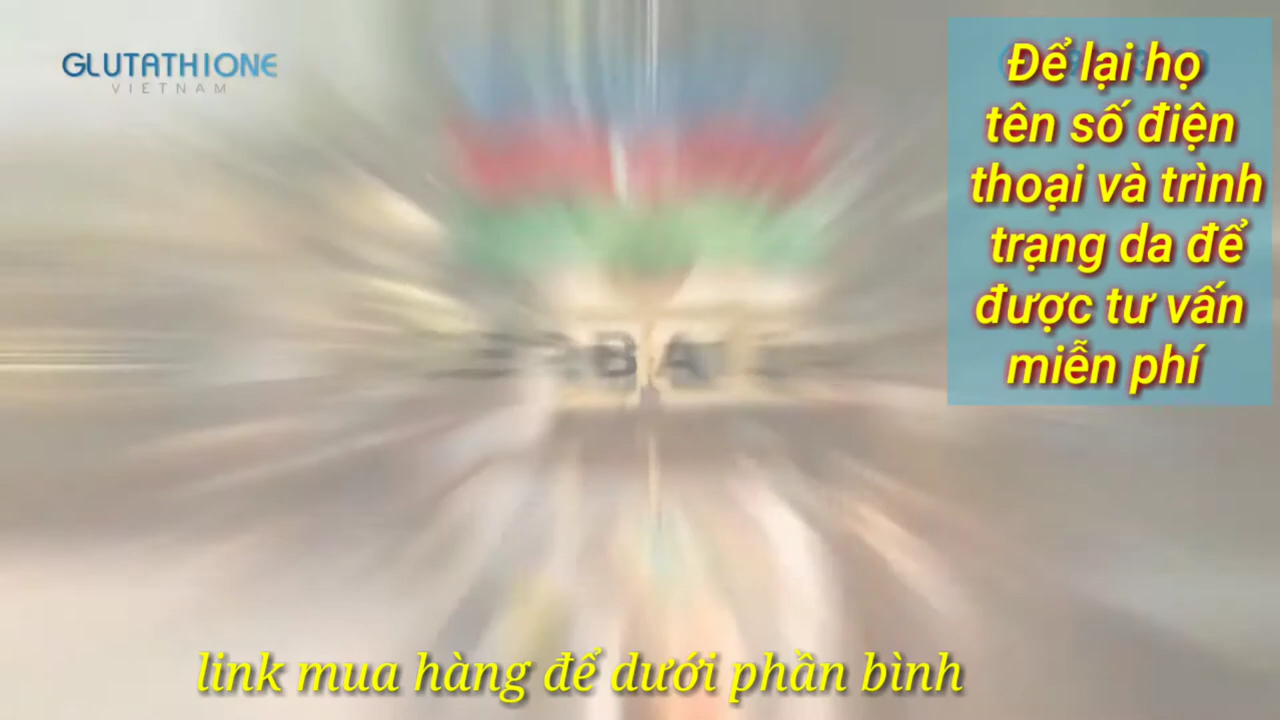 GLUTATHIONE
VIETNAM
Để lại họ
tên số điện
thoại và trình
trạng da để
được tư vấn
miễn phí
link mua hàng để dưới phần bình